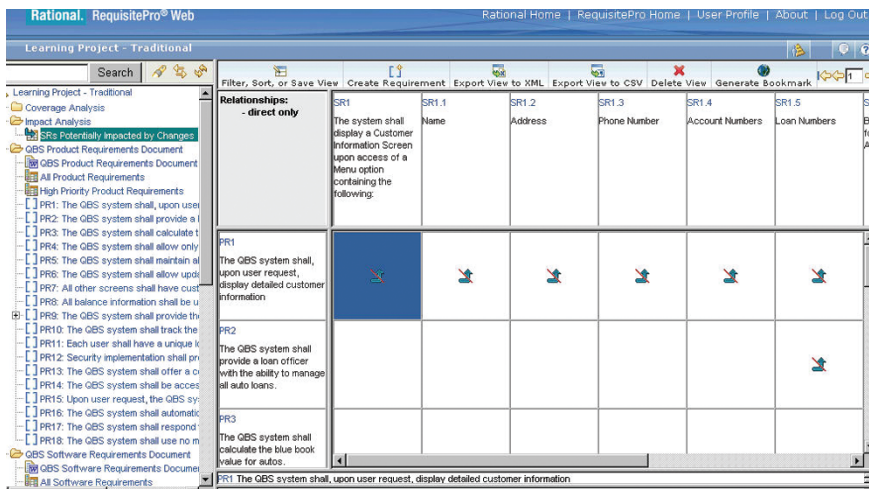 Rational. RequisitePro Web
Rational Home | RequisitePro Home | User Profile | About | Log Out
Learning Project - Traditional
Search
Filter, Sort, or Save View Create Requirement Export View to XML Export View to CSV Delete View Generate Bookmark 1
Learning Project - Traditional
Coverage Analysis
Impact Analysis
SRs Potentially Impacted by Changes
QBS Product Requirements Document
QBS Product Requirements Document
All Product Requirements
High Priority Product Requirements
PR1: The QBS system shall, upon user
PR2: The QBS system shall provide a
PR3: The QBS system shall calculate
PR4: The QBS system shall allow only
PR5: The QBS system shall maintain
PR6: The QBS system shall allow
PR7: All other screens shall have
PR8: All balance information shall be
PR9: The QBS system shall provide
PR10: The QBS system shall track the
PR11: Each user shall have a unique
PR12: Security implementation shall
PR13: The QBS system shall offer a
PR14: The QBS system shall be
PR15: Upon user request, the QBS
PR16: The QBS system shall
PR17: The QBS system shall respond
PR18: The QBS system shall use no
QBS Software Requirements Document
QBS Software Requirements
All Software Requirements
Relationships:
- direct only
SR1
The system shall
display a Customer
Information Screen
upon access of a
Menu option
containing the
following:
SR1.1
Name
SR1.2
Address
SR1.3
Phone Number
SR1.4
Account Numbers
SR1.5
Loan Numbers
PR1
The QBS system shall,
upon user request,
display detailed customer
information
PR2
The QBS system shall
provide a loan officer
with the ability to manage
all auto loans.
PR3
The QBS system shall
calculate the blue book
value for autos.
PR1 The QBS system shall, upon user request, display detailed customer information